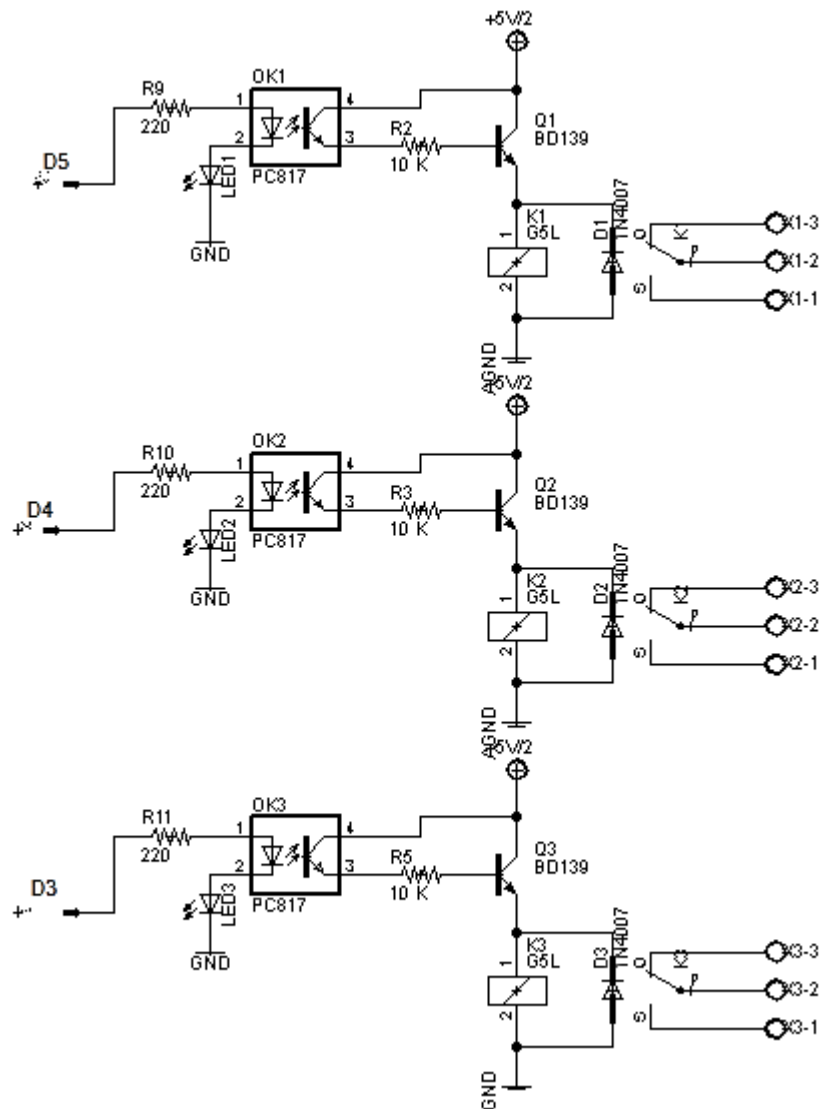 +5V/2
OK1
R9
1
4
220
2
3
R2
10 K
Q1
BD139
D5
LED1
PC817
GND
K1
G5L
1
2
D1
TN4007
O
K1
P
S
X1-3
X1-2
X1-1
AGND
+5V/2
OK2
R10
1
4
220
2
3
R3
10 K
Q2
BD139
D4
LED2
PC817
GND
K2
G5L
1
2
D2
TN4007
O
K2
P
S
X2-3
X2-2
X2-1
AGND
+5V/2
OK3
R11
1
4
220
2
3
R5
10 K
Q3
BD139
D3
LED3
PC817
GND
K3
G5L
1
2
D3
TN4007
O
K3
P
S
X3-3
X3-2
X3-1
GND